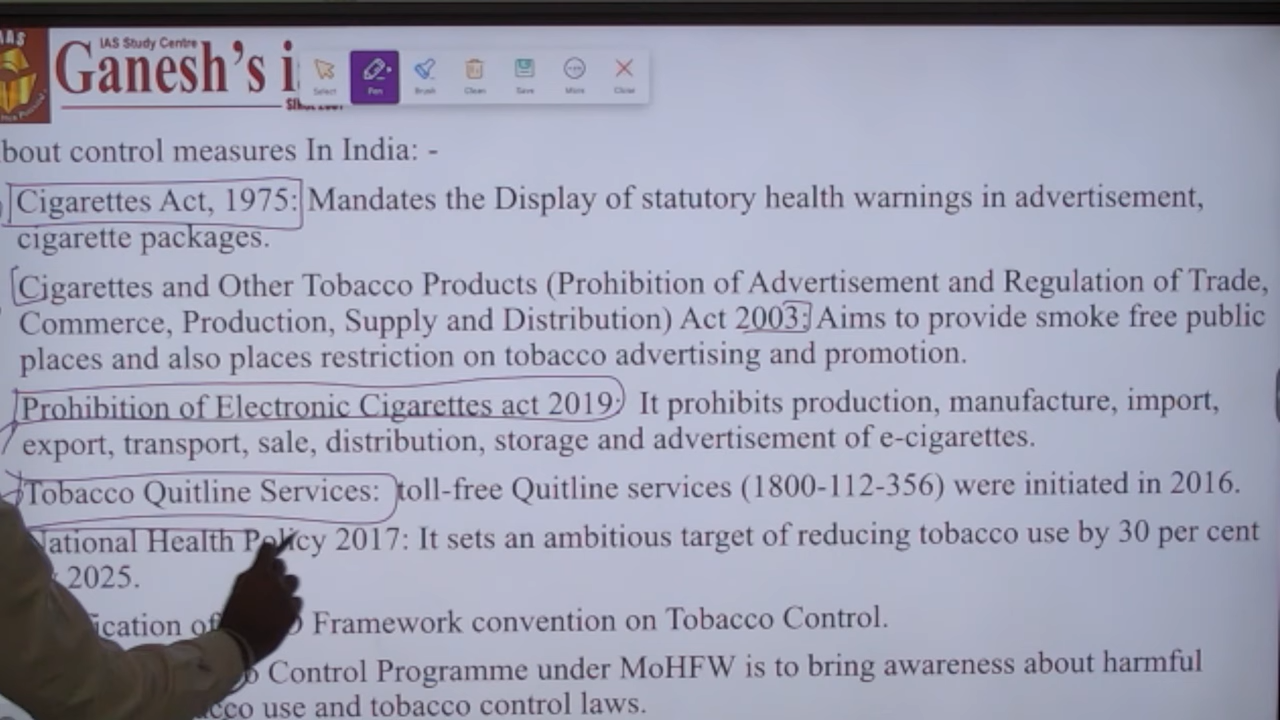 IAS Study Centre
Ganesh's i
Select Pen Brush Clean Save More Close
bout control measures In India: -
Cigarettes Act, 1975: Mandates the Display of statutory health warnings in advertisement,
cigarette packages.
Cigarettes and Other Tobacco Products (Prohibition of Advertisement and Regulation of Trade,
Commerce, Production, Supply and Distribution) Act 2003: Aims to provide smoke free public
places and also places restriction on tobacco advertising and promotion.
Prohibition of Electronic Cigarettes act 2019: It prohibits production, manufacture, import,
export, transport, sale, distribution, storage and advertisement of e-cigarettes.
Tobacco Quitline Services: toll-free Quitline services (1800-112-356) were initiated in 2016.
National Health Policy 2017: It sets an ambitious target of reducing tobacco use by 30 per cent
2025.
ication of Framework convention on Tobacco Control.
Control Programme under MoHFW is to bring awareness about harmful
cco use and tobacco control laws.